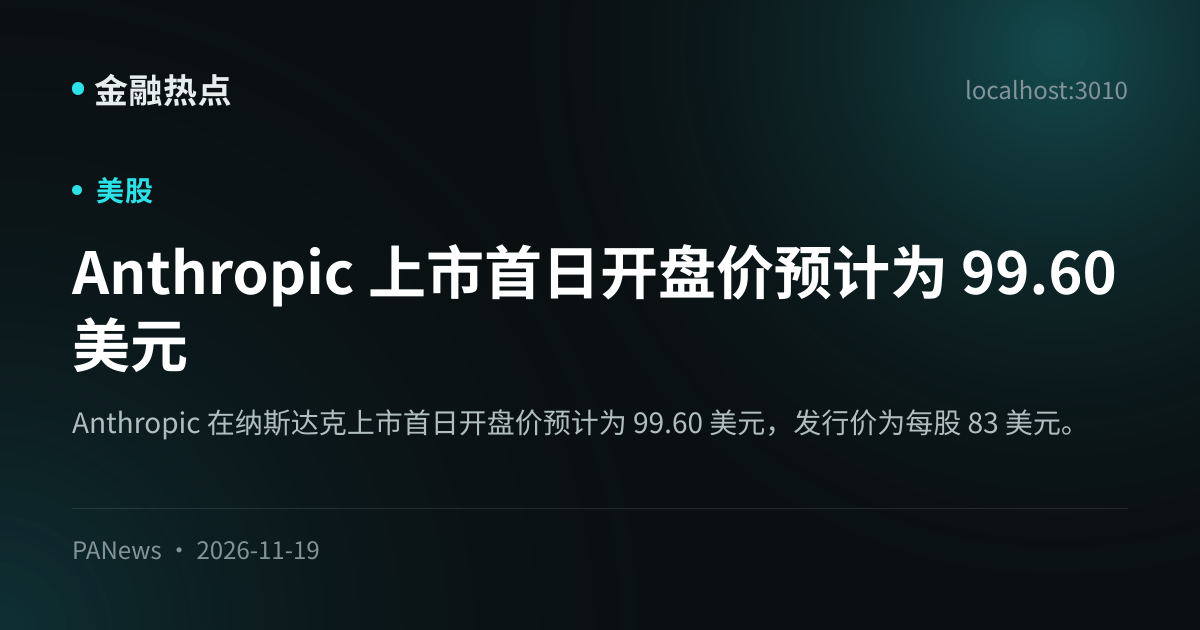 金融热点
localhost:3010
美股
Anthropic 上市首日开盘价预计为 99.60
美元
Anthropic 在纳斯达克上市首日开盘价预计为 99.60 美元，发行价为每股 83 美元。
PANews • 2026-11-19